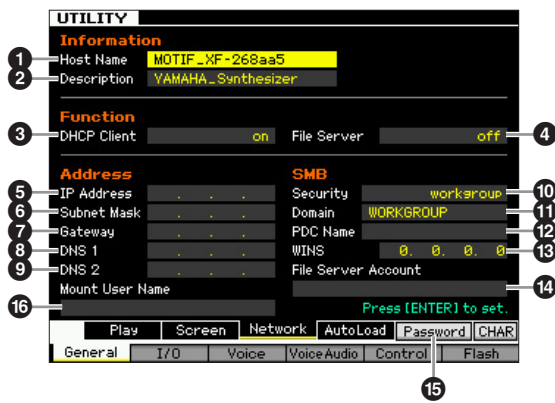 UTILITY
Information
1 Host Name MOTIF_XF-268aa5
2 Description YAMAHA_Synthesizer
Function
3 DHCP Client on File Server off 4
Address SMB
5 IP Address . . . Security workgroup 10
6 Subnet Mask . . . Domain WORKGROUP 11
7 Gateway . . . PDC Name 12
8 DNS 1 . . . WINS 0. 0. 0. 0 13
9 DNS 2 . . . File Server Account
Mount User Name 14
16 Press [ENTER] to set.
Play Screen Network AutoLoad Password CHAR
General I/O Voice Voice Audio Control Flash
15